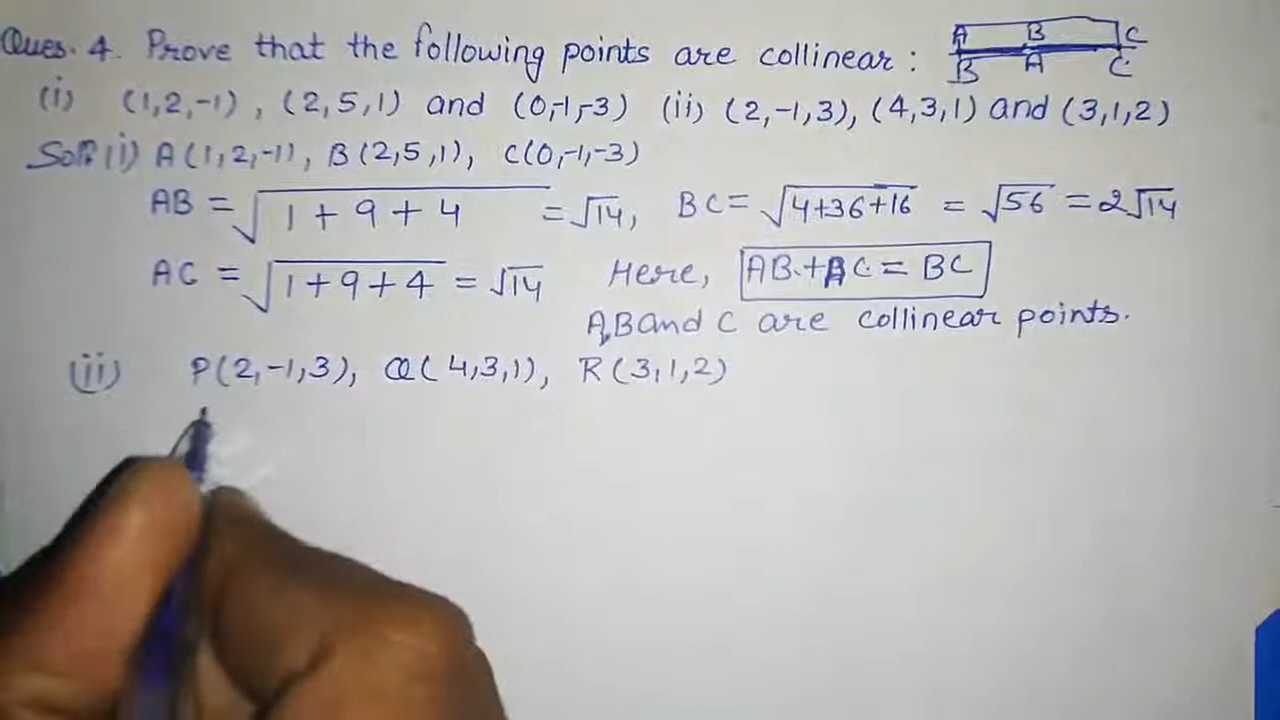 Ques. 4. Prove that the following points are collinear : A B C
B A C
(i) (1,2,-1) , (2,5,1) and (0,-1,-3) (ii) (2,-1,3), (4,3,1) and (3,1,2)
Solⁿ (i) A(1,2,-1), B(2,5,1), C(0,-1,-3)
AB = √1+9+4 = √14, BC = √4+36+16 = √56 = 2√14
AC = √1+9+4 = √14 Here, AB+AC = BC
A,B and C are collinear points.
(ii) P(2,-1,3), Q(4,3,1), R(3,1,2)